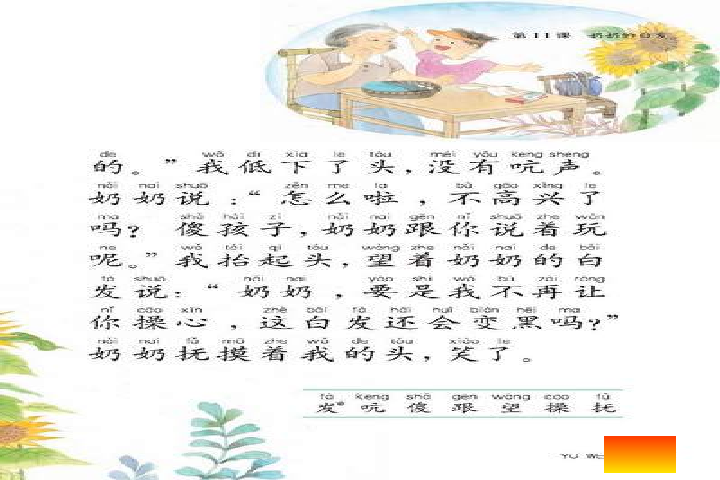 第11课 奶奶的白发
de wǒ dī xià le tóu méi yǒu kēng shēng
的。”我低下了头，没有吭声。
nǎi nai shuō zěn me la bù gāo xìng le
奶奶说：“怎么啦，不高兴了
ma shǎ hái zi nǎi nai gēn nǐ shuō zhe wán
吗？傻孩子，奶奶跟你说着玩
ne wǒ tái qǐ tóu wàng zhe nǎi nai de bái
呢。”我抬起头，望着奶奶的白
fà shuō nǎi nai yào shi wǒ bú zài ràng
发说：“奶奶，要是我不再让
nǐ cāo xīn zhè bái fà hái huì biàn hēi ma
你操心，这白发还会变黑吗？”
nǎi nai fǔ mō zhe wǒ de tóu xiào le
奶奶抚摸着我的头，笑了。
fà kēng shǎ gēn wàng cāo fǔ
发 吭 傻 跟 望 操 抚
YU